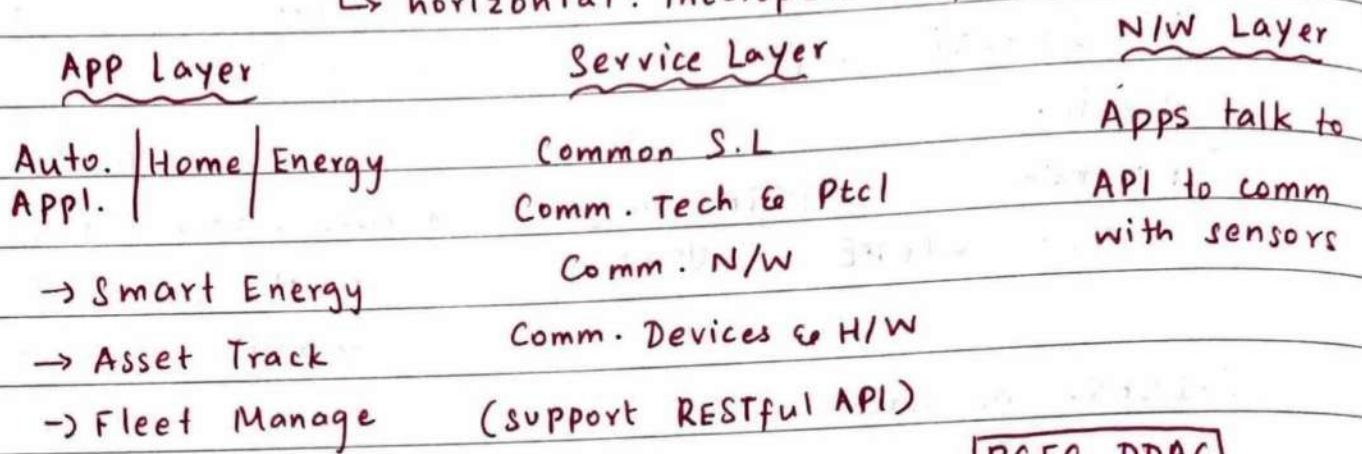 ↳ horizontal:
App Layer
Auto. | Home | Energy
Appl.
→ Smart Energy
→ Asset Track
→ Fleet Manage
Service Layer
Common S.L
Comm. Tech & Ptcl
Comm. N/W
Comm. Devices & H/W
(support RESTful API)
N/W Layer
Apps talk to
API to comm
with sensors